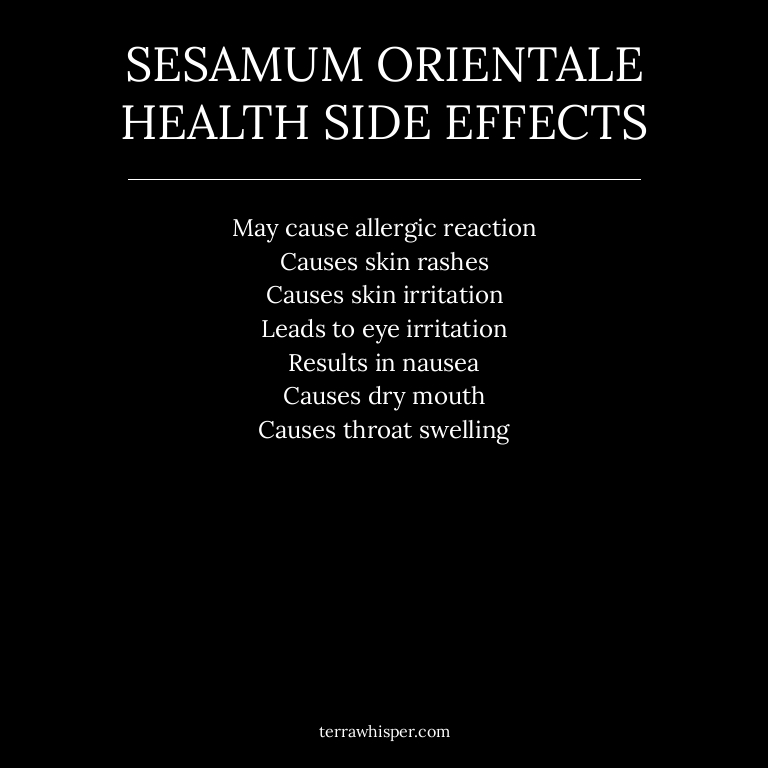 SESAMUM ORIENTALE
HEALTH SIDE EFFECTS
May cause allergic reaction
Causes skin rashes
Causes skin irritation
Leads to eye irritation
Results in nausea
Causes dry mouth
Causes throat swelling
terrawhisper.com